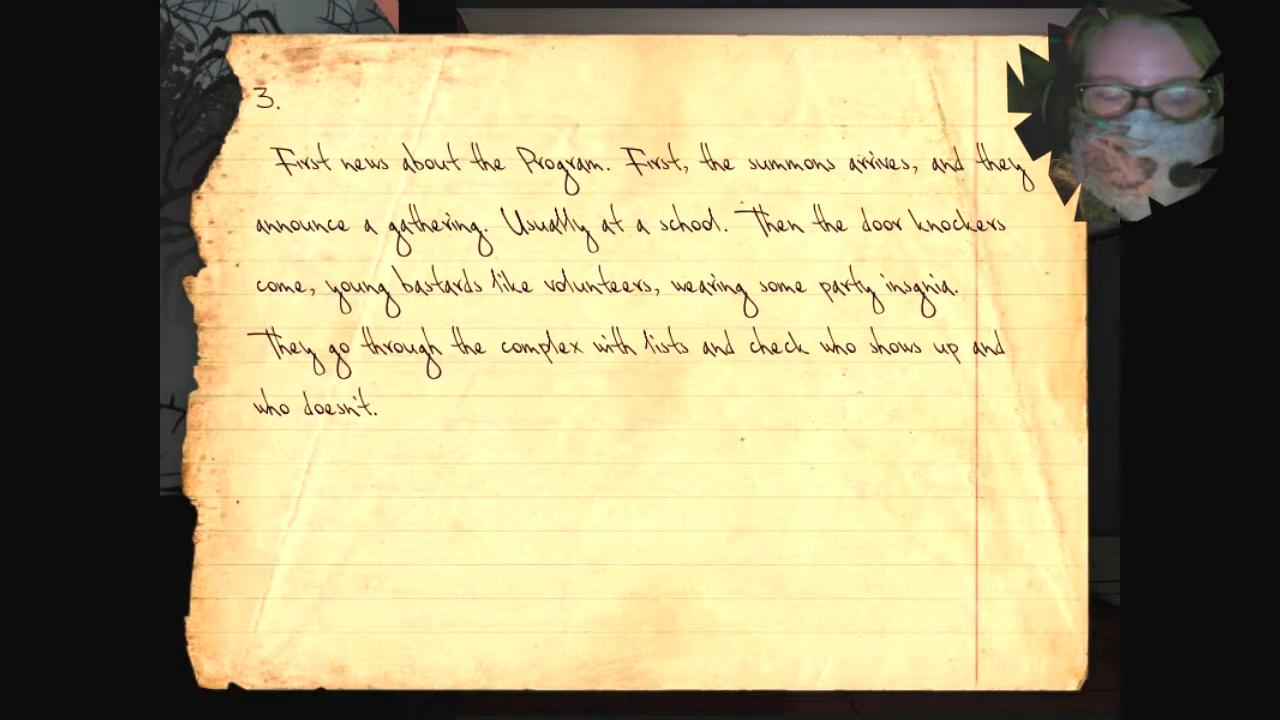 3.
First news about the Program. First, the summons arrives, and they
announce a gathering. Usually at a school. Then the door knockers
come, young bastards like volunteers, wearing some party insignia.
They go through the complex with lists and check who shows up and
who doesn't.